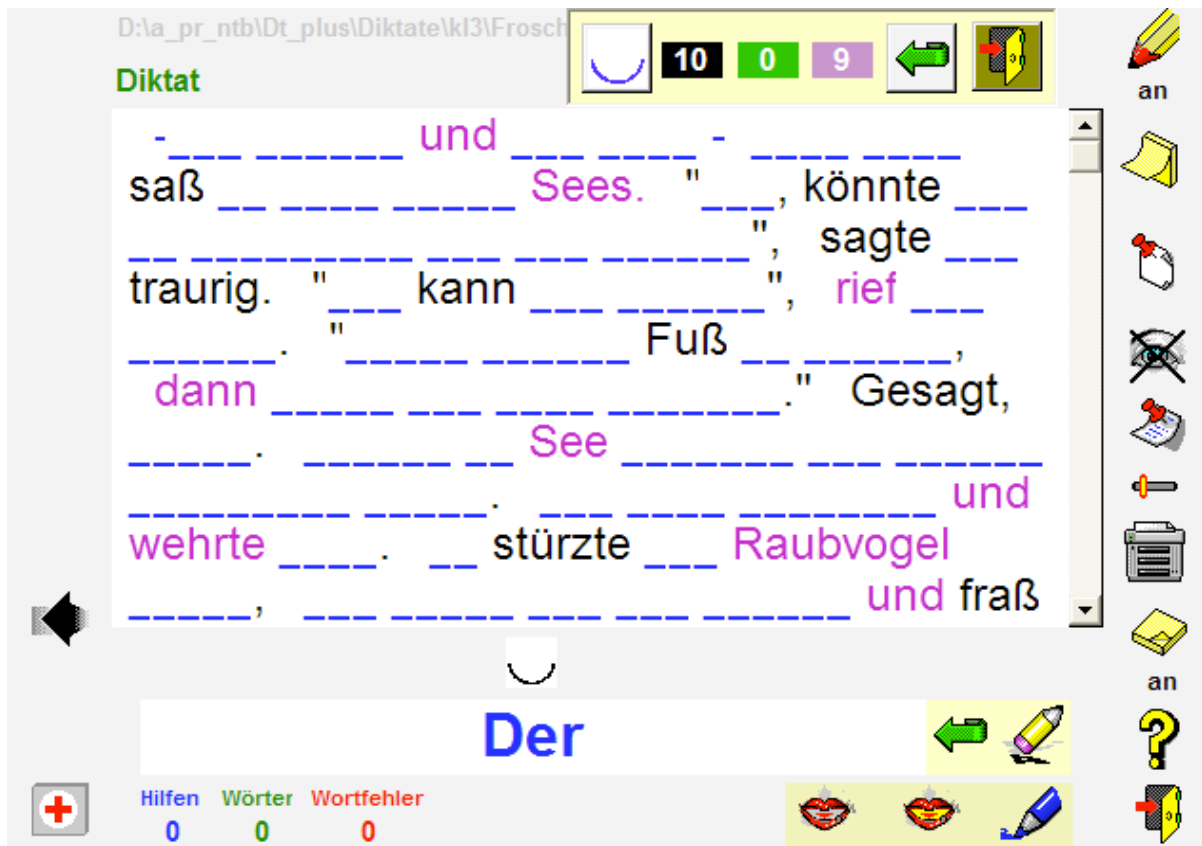 D:\a_pr_ntb\Dt_plus\Diktate\kl3\Frosch
10 0 9
Diktat
an
-___ ______ und ___ ____ - ____ ____
saß __ ____ _____ Sees. "___, könnte ___
__ _________ ___ ___ ______", sagte ___
traurig. "___ kann ___ ______", rief ___
______. "_____ ______ Fuß __ ______,
dann _____ ___ ____ _______." Gesagt,
_____. ______ __ See _______ ___ ______
_________ _____. ___ ____ ________ und
wehrte ____. __ stürzte ___ Raubvogel
_____, ___ _____ ___ ___ ______ und fraß
an
Der
Hilfen Wörter Wortfehler
0 0 0